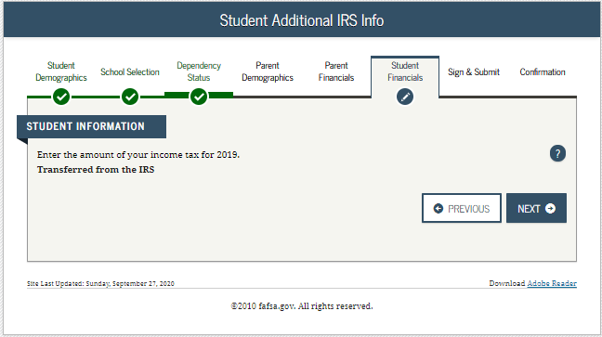 Student Additional IRS Info
Student Demographics
School Selection
Dependency Status
Parent Demographics
Parent Financials
Student Financials
Sign & Submit
Confirmation
STUDENT INFORMATION
Enter the amount of your income tax for 2019.
?
Transferred from the IRS
PREVIOUS
NEXT
Site Last Updated: Sunday, September 27, 2020
Download Adobe Reader
©2010 fafsa.gov. All rights reserved.